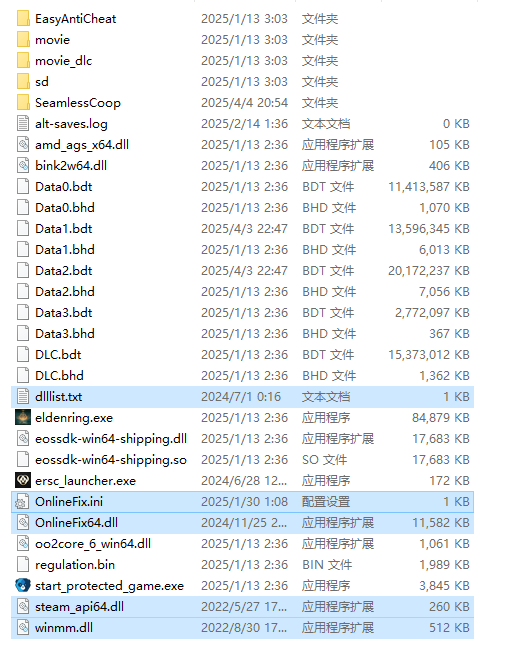 EasyAntiCheat 2025/1/13 3:03 文件夹
movie 2025/1/13 3:03 文件夹
movie_dlc 2025/1/13 3:03 文件夹
sd 2025/1/13 3:03 文件夹
SeamlessCoop 2025/4/4 20:54 文件夹
alt-saves.log 2025/2/14 1:36 文本文档 0 KB
amd_ags_x64.dll 2025/1/13 2:36 应用程序扩展 105 KB
bink2w64.dll 2025/1/13 2:36 应用程序扩展 406 KB
Data0.bdt 2025/1/13 2:36 BDT 文件 11,413,587 KB
Data0.bhd 2025/1/13 2:36 BHD 文件 1,070 KB
Data1.bdt 2025/4/3 22:47 BDT 文件 13,596,345 KB
Data1.bhd 2025/1/13 2:36 BHD 文件 6,013 KB
Data2.bdt 2025/4/3 22:47 BDT 文件 20,172,237 KB
Data2.bhd 2025/1/13 2:36 BHD 文件 7,056 KB
Data3.bdt 2025/1/13 2:36 BDT 文件 2,772,097 KB
Data3.bhd 2025/1/13 2:36 BHD 文件 367 KB
DLC.bdt 2025/1/13 2:36 BDT 文件 15,373,012 KB
DLC.bhd 2025/1/13 2:36 BHD 文件 1,362 KB
dlllist.txt 2024/7/1 0:16 文本文档 1 KB
eldenring.exe 2025/1/13 2:36 应用程序 84,879 KB
eossdk-win64-shipping.dll 2025/1/13 2:36 应用程序扩展 17,683 KB
eossdk-win64-shipping.so 2025/1/13 2:36 SO 文件 17,683 KB
ersc_launcher.exe 2024/6/28 12... 应用程序 172 KB
OnlineFix.ini 2025/1/30 1:08 配置设置 1 KB
OnlineFix64.dll 2024/11/25 2... 应用程序扩展 11,582 KB
oo2core_6_win64.dll 2025/1/13 2:36 应用程序扩展 1,061 KB
regulation.bin 2025/1/13 2:36 BIN 文件 1,989 KB
start_protected_game.exe 2025/1/13 2:36 应用程序 3,845 KB
steam_api64.dll 2022/5/27 17... 应用程序扩展 260 KB
winmm.dll 2022/8/30 17... 应用程序扩展 512 KB